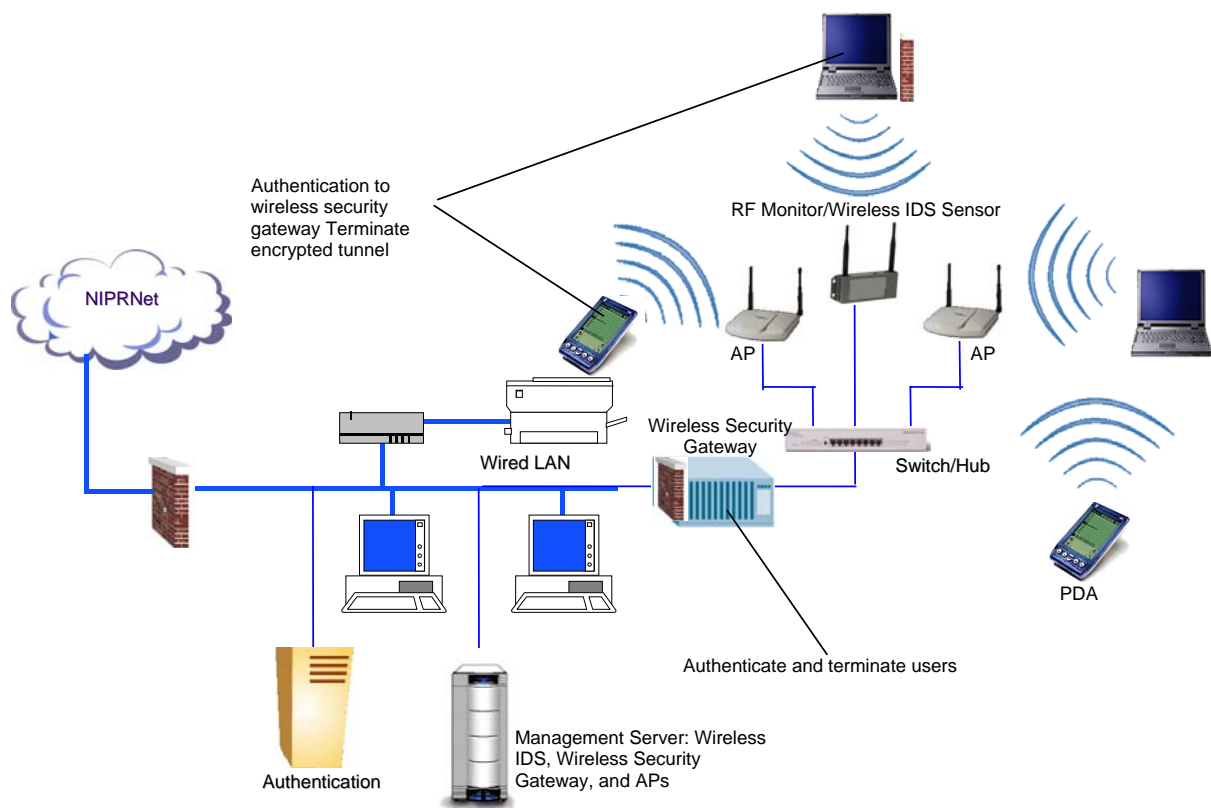 Authentication to
wireless security
gateway Terminate
encrypted tunnel
RF Monitor/Wireless IDS Sensor
NIPRNet
AP
AP
Wireless Security
Gateway
Wired LAN
Switch/Hub
PDA
Authenticate and terminate users
Management Server: Wireless
IDS, Wireless Security
Gateway, and APs
Authentication